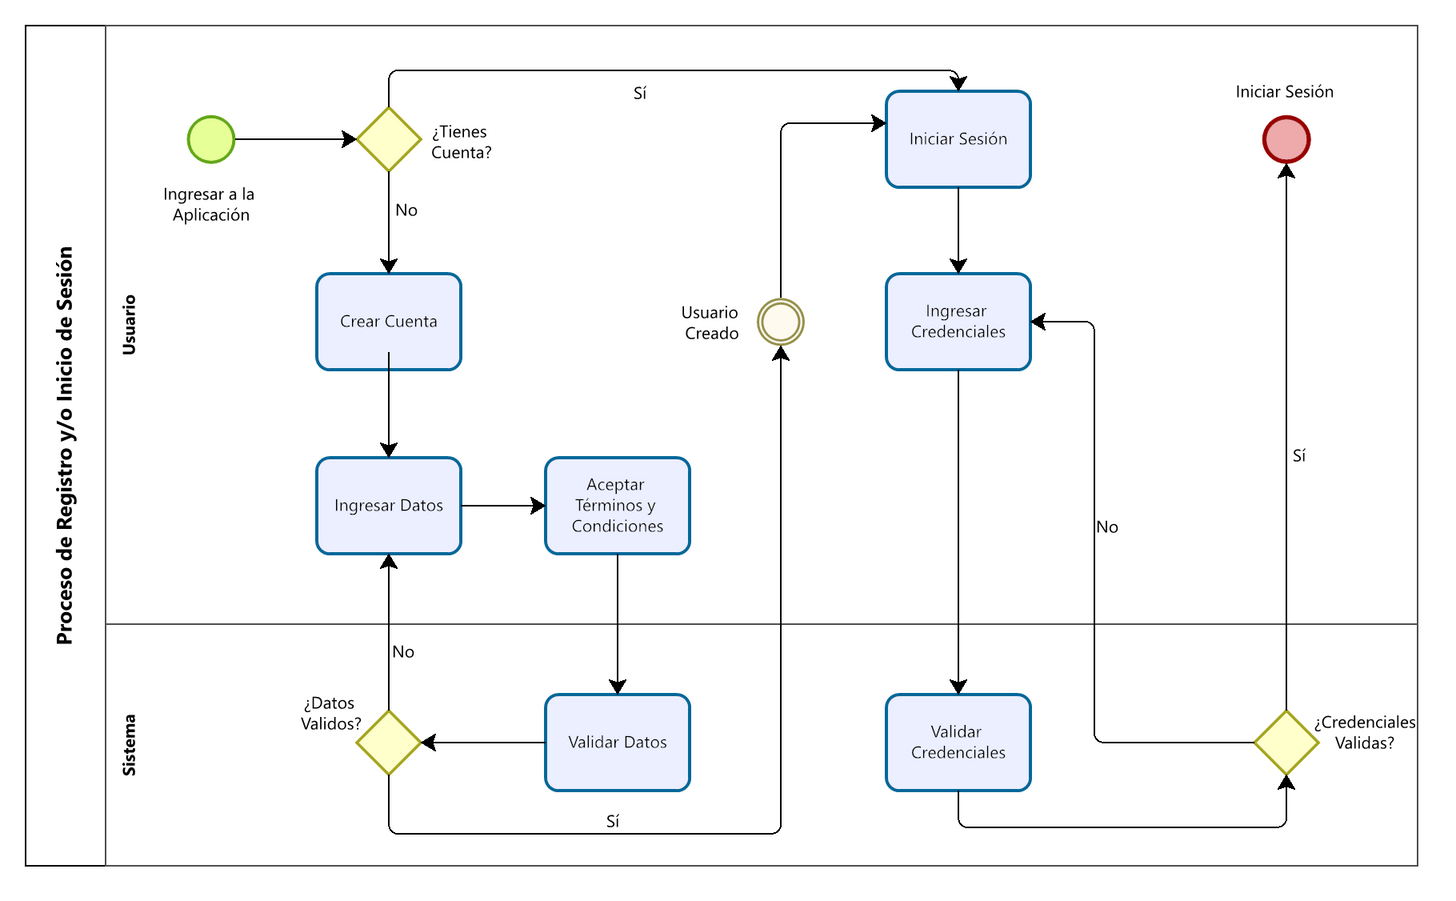 Proceso de Registro y/o Inicio de Sesión
Usuario
Ingresar a la
Aplicación
¿Tienes
Cuenta?
Sí
No
Iniciar Sesión
Iniciar Sesión
Crear Cuenta
Usuario
Creado
Ingresar
Credenciales
Ingresar Datos
Aceptar
Términos y
Condiciones
Sí
No
Sistema
No
¿Datos
Validos?
Validar Datos
Validar
Credenciales
¿Credenciales
Validas?
Sí